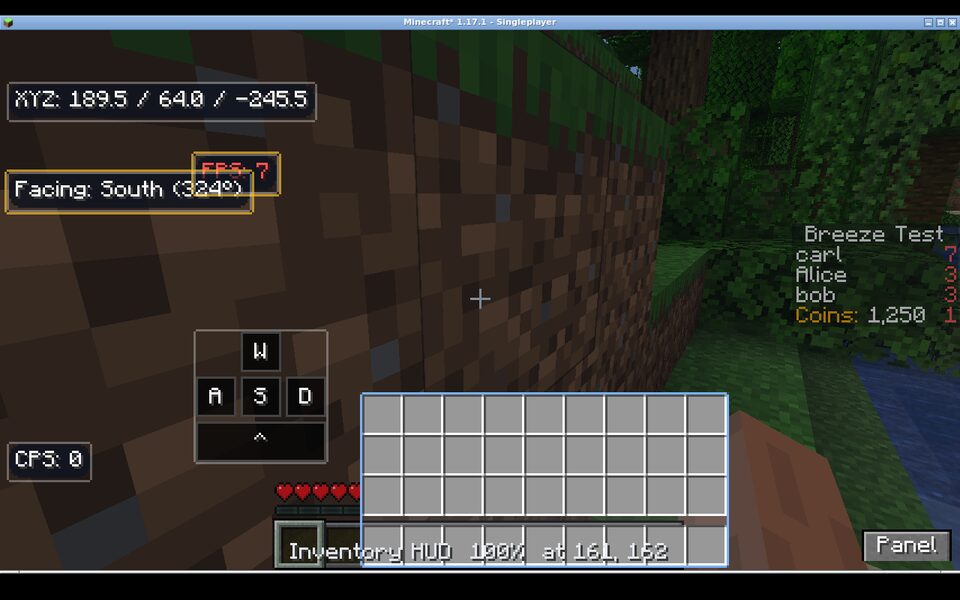 Minecraft* 1.17.1 - Singleplayer
XYZ: 189.5 / 64.0 / -245.5
FPS: 7
Facing: South (324°)
Breeze Test
carl 7
Alice 3
bob 3
Coins: 1,250 1
W
A S D
^
CPS: 0
Inventory HUD 100% at 161, 162
Panel